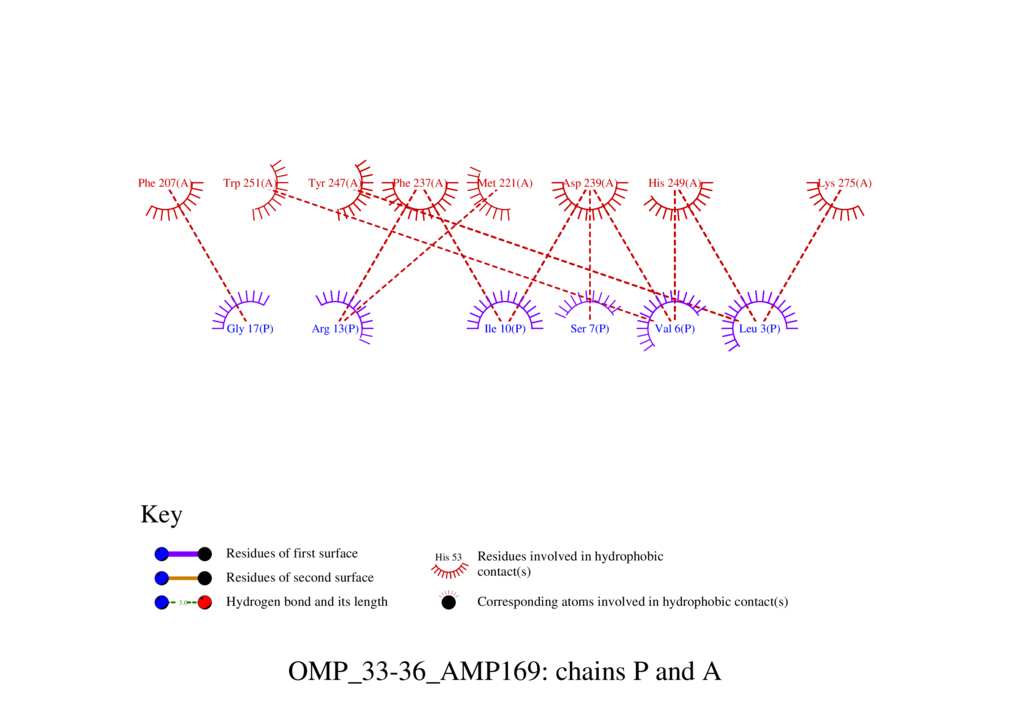 Phe 207(A) Trp 251(A) Tyr 247(A) Phe 237(A) Met 221(A) Asp 239(A) His 249(A) Lys 275(A)
Gly 17(P) Arg 13(P) Ile 10(P) Ser 7(P) Val 6(P) Leu 3(P)
Key
Residues of first surface
Residues of second surface
3.0 Hydrogen bond and its length
His 53 Residues involved in hydrophobic
contact(s)
Corresponding atoms involved in hydrophobic contact(s)
OMP_33-36_AMP169: chains P and A